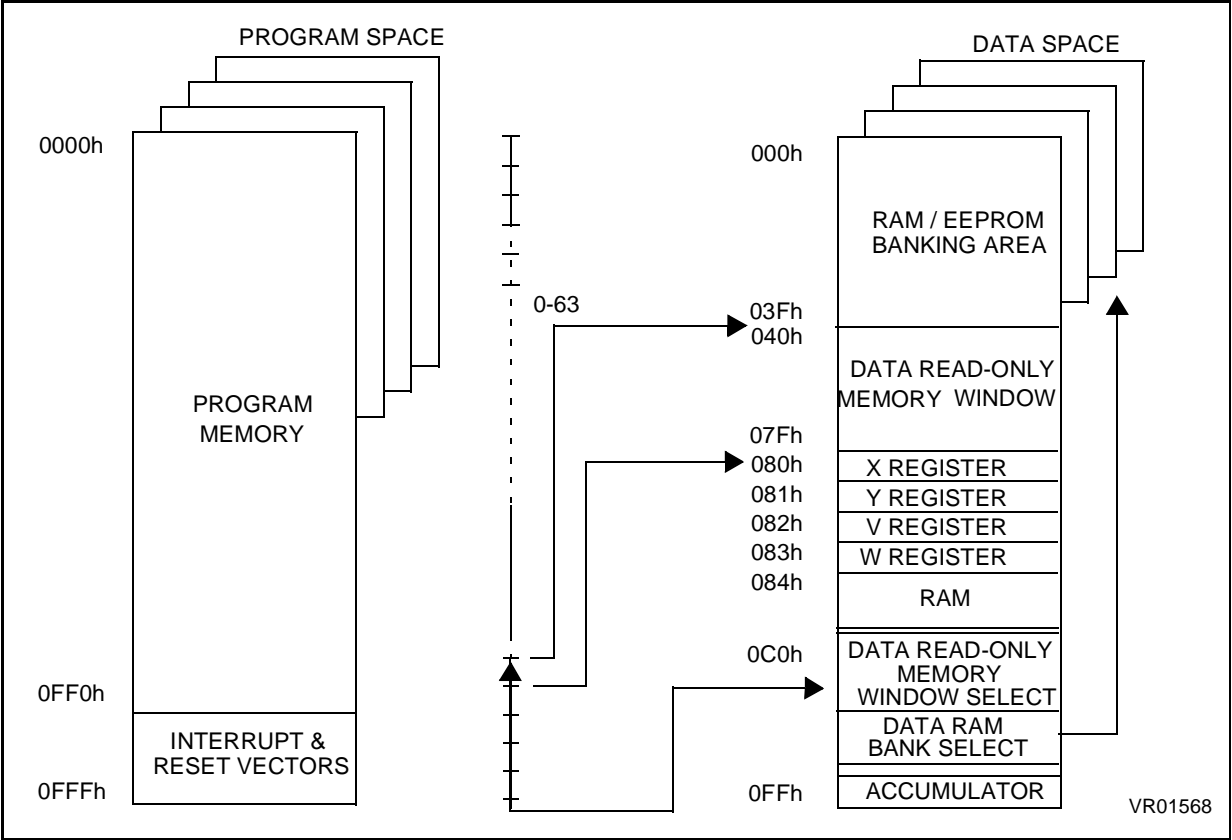 PROGRAM SPACE
0000h
PROGRAM
MEMORY
0FF0h
INTERRUPT &
RESET VECTORS
0FFFh
0-63
DATA SPACE
000h
RAM / EEPROM
BANKING AREA
03Fh
040h
DATA READ-ONLY
MEMORY WINDOW
07Fh
080h
X REGISTER
081h
Y REGISTER
082h
V REGISTER
083h
W REGISTER
084h
RAM
0C0h
DATA READ-ONLY
MEMORY
WINDOW SELECT
DATA RAM
BANK SELECT
0FFh
ACCUMULATOR
VR01568